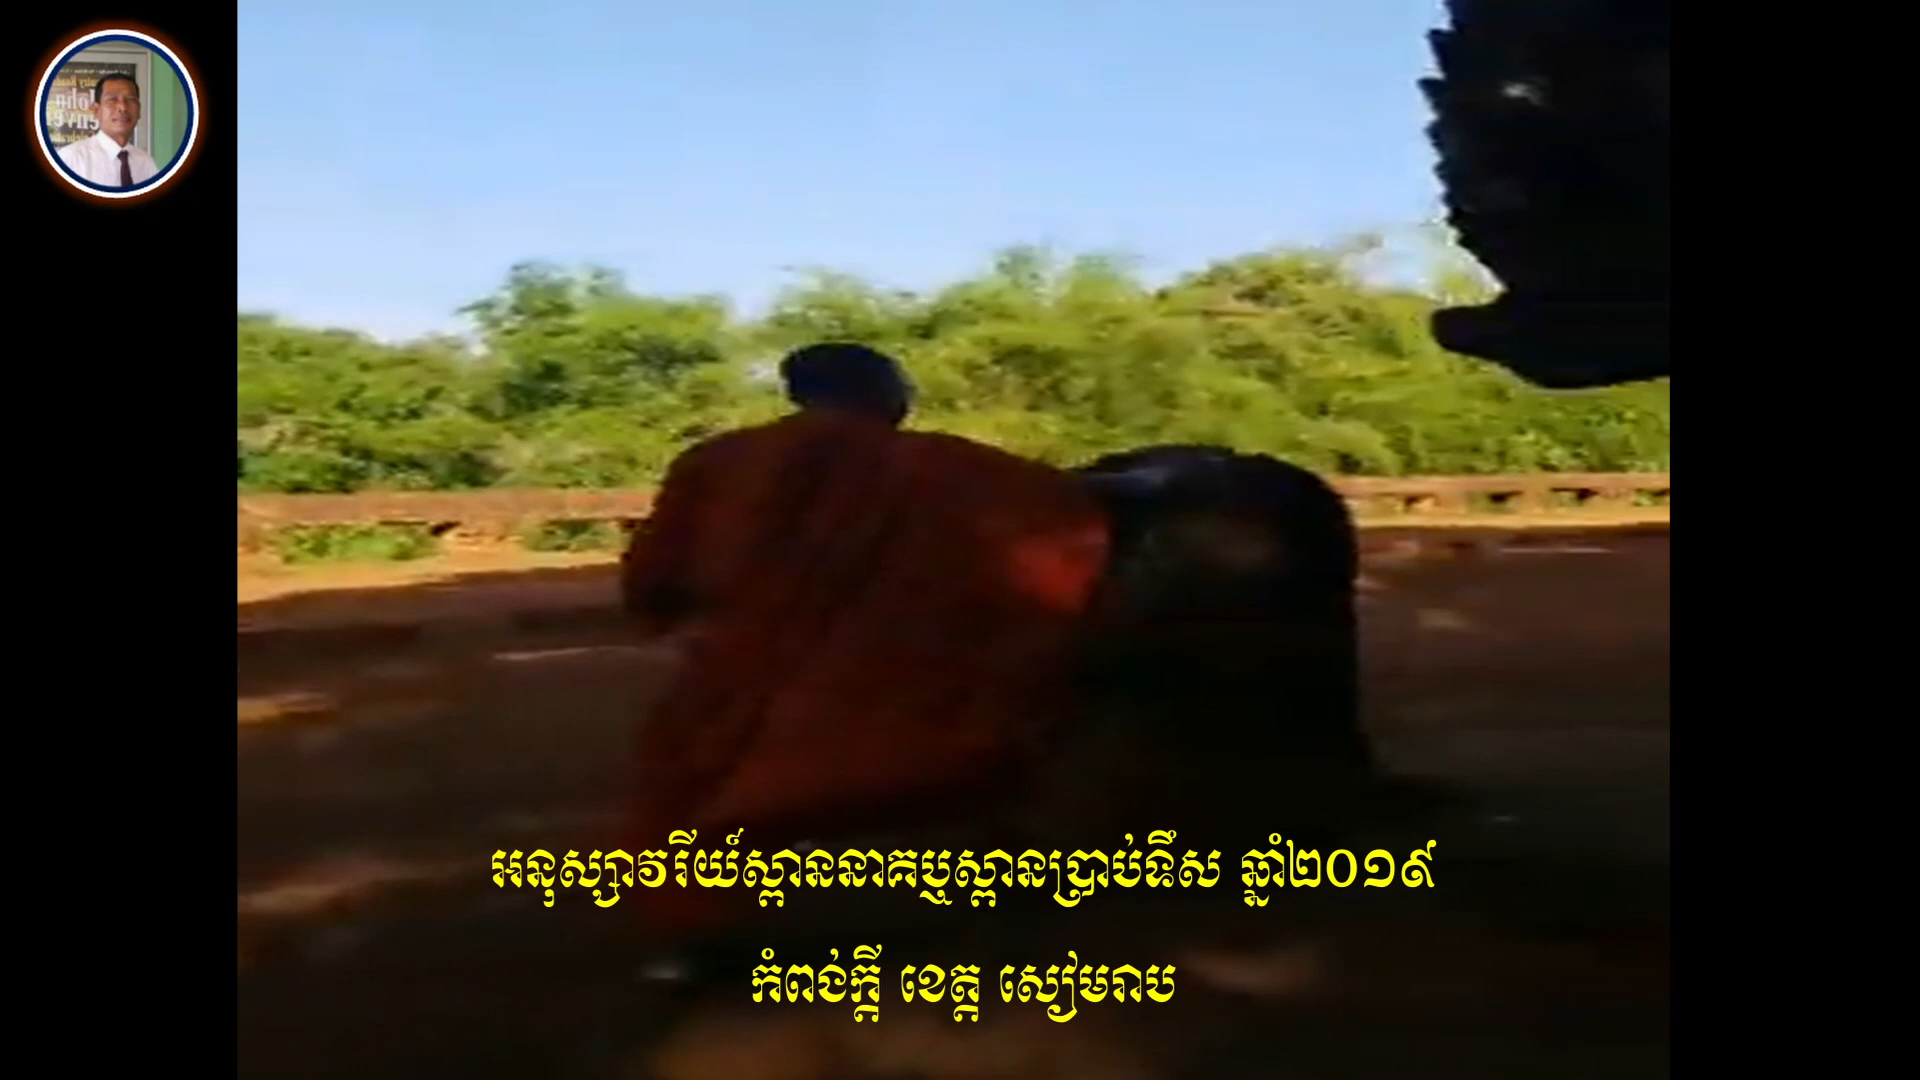 អនុស្សាវរីយ៍ស្ពាននាគឬស្ពានប្រាប់ទឹស ឆ្នាំ២០១៩
កំពង់ក្ដី ខេត្ត សៀមរាប